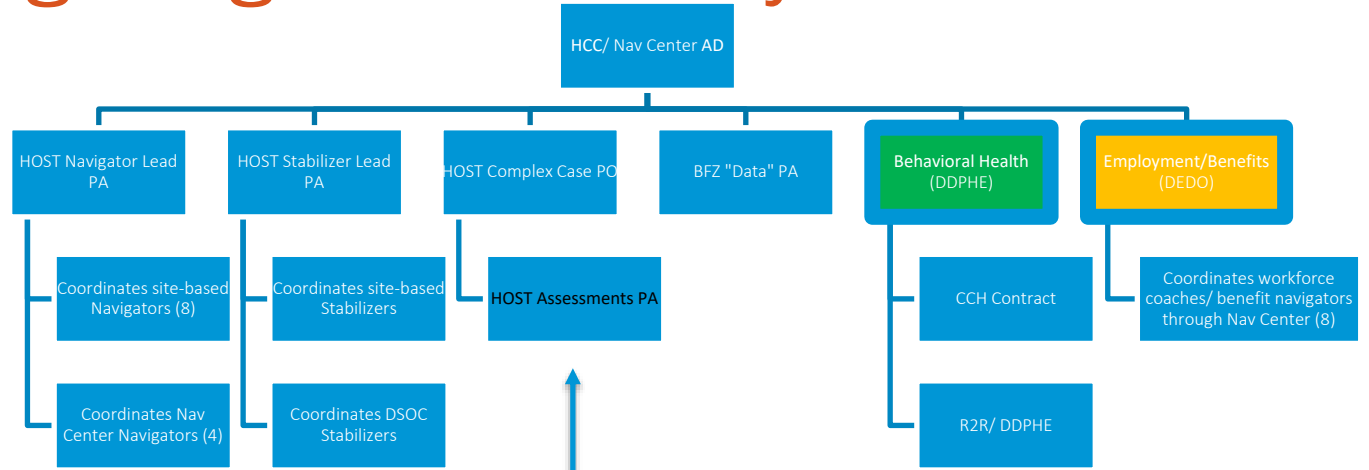 HCC/ Nav Center AD
HOST Navigator Lead
PA
HOST Stabilizer Lead
PA
HOST Complex Case PO
BFZ "Data" PA
Behavioral Health
(DDPHE)
Employment/Benefits
(DEDO)
Coordinates site-based
Navigators (8)
Coordinates site-based
Stabilizers
HOST Assessments PA
CCH Contract
Coordinates workforce
coaches/ benefit navigators
through Nav Center (8)
Coordinates Nav
Center Navigators (4)
Coordinates DSOC
Stabilizers
R2R/ DDPHE